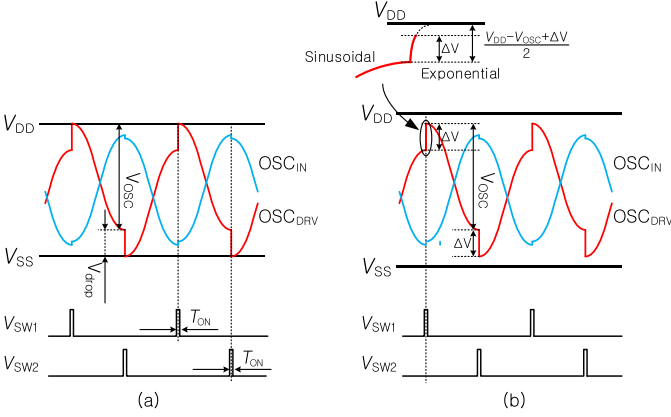 V_DD
Sinusoidal
ΔV
V_DD−V_OSC+ΔV
2
Exponential
V_DD
V_OSC
OSC_IN
OSC_DRV
V_SS
V_drop
V_SW1
T_ON
V_SW2
T_ON
(a)
V_DD
ΔV
V_OSC
OSC_IN
OSC_DRV
ΔV
V_SS
V_SW1
V_SW2
(b)